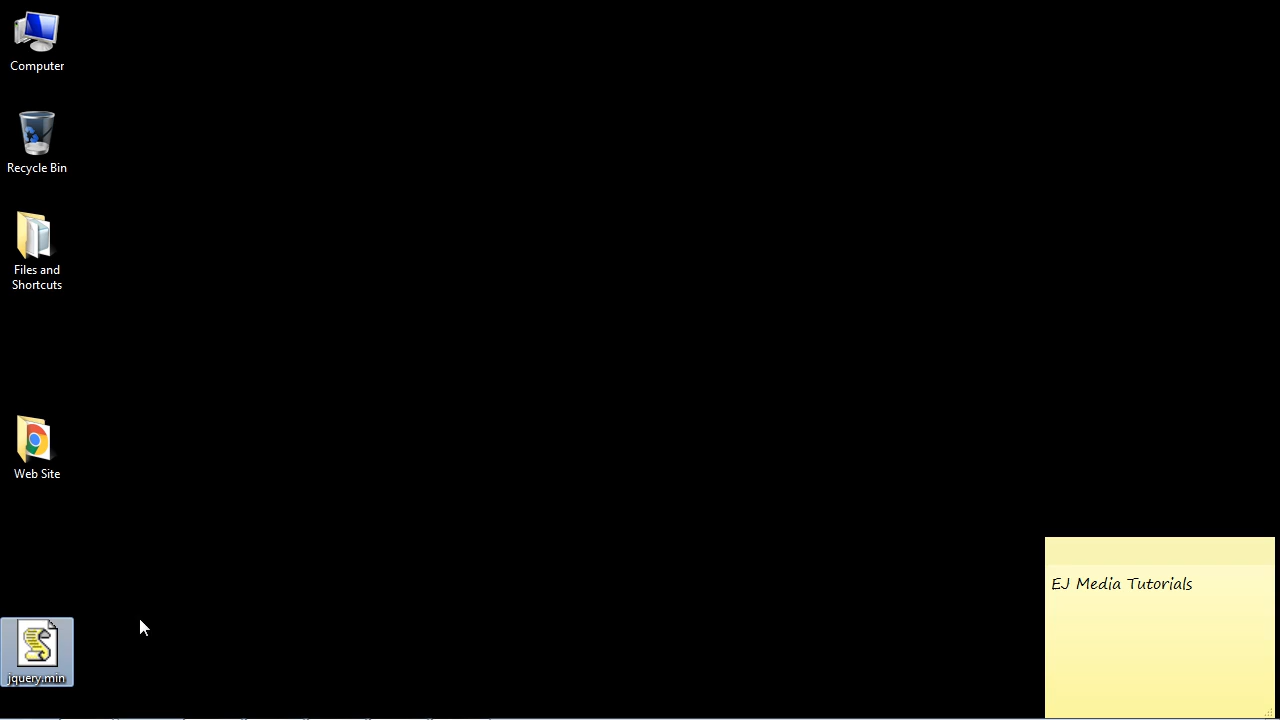 Computer
Recycle Bin
Files and
Shortcuts
Web Site
jquery.min
EJ Media Tutorials